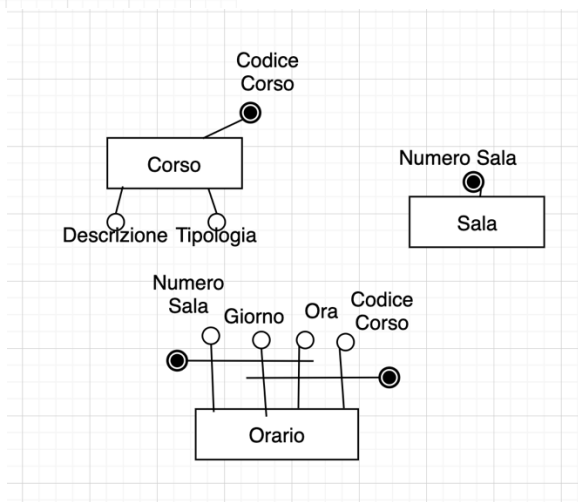 Codice
Corso
Corso
Numero Sala
Sala
Descrizione Tipologia
Numero
Sala
Giorno
Ora
Codice
Corso
Orario